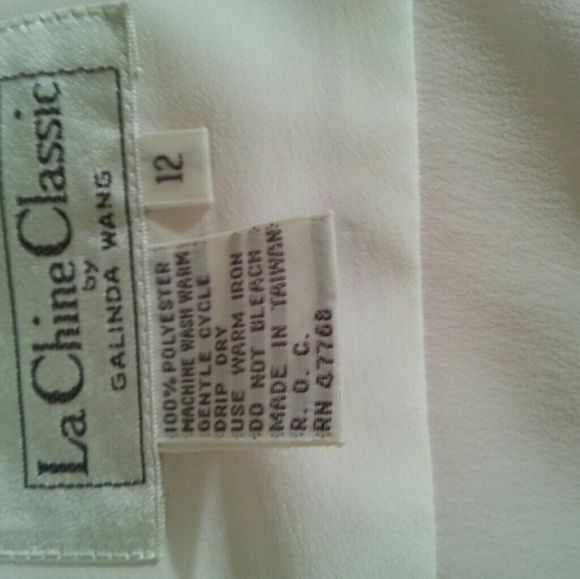 La Chine Classic
by
GALINDA WANG
12
100% POLYESTER
MACHINE WASH WARM
GENTLE CYCLE
DRIP DRY
USE WARM IRON
DO NOT BLEACH
MADE IN TAIWAN
R. O. C.
RN 47768